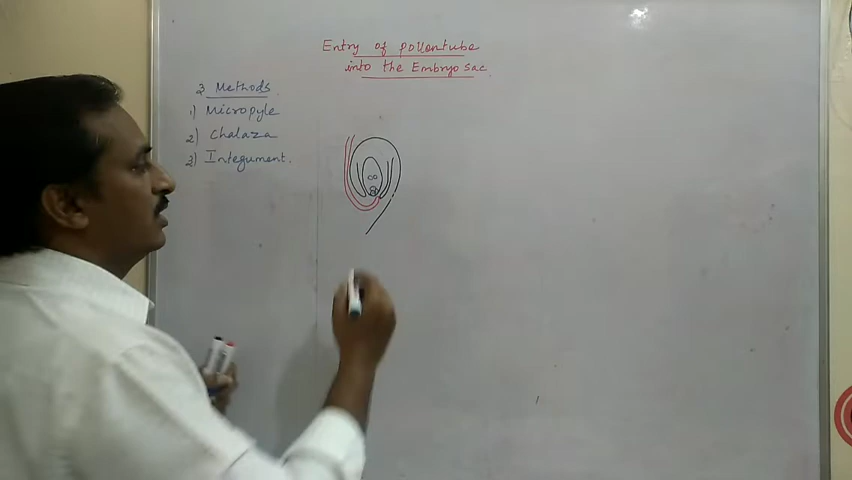 Entry of pollentube
into the Embryo sac
3 Methods
1) Micropyle
2) Chalaza
3) Integument.